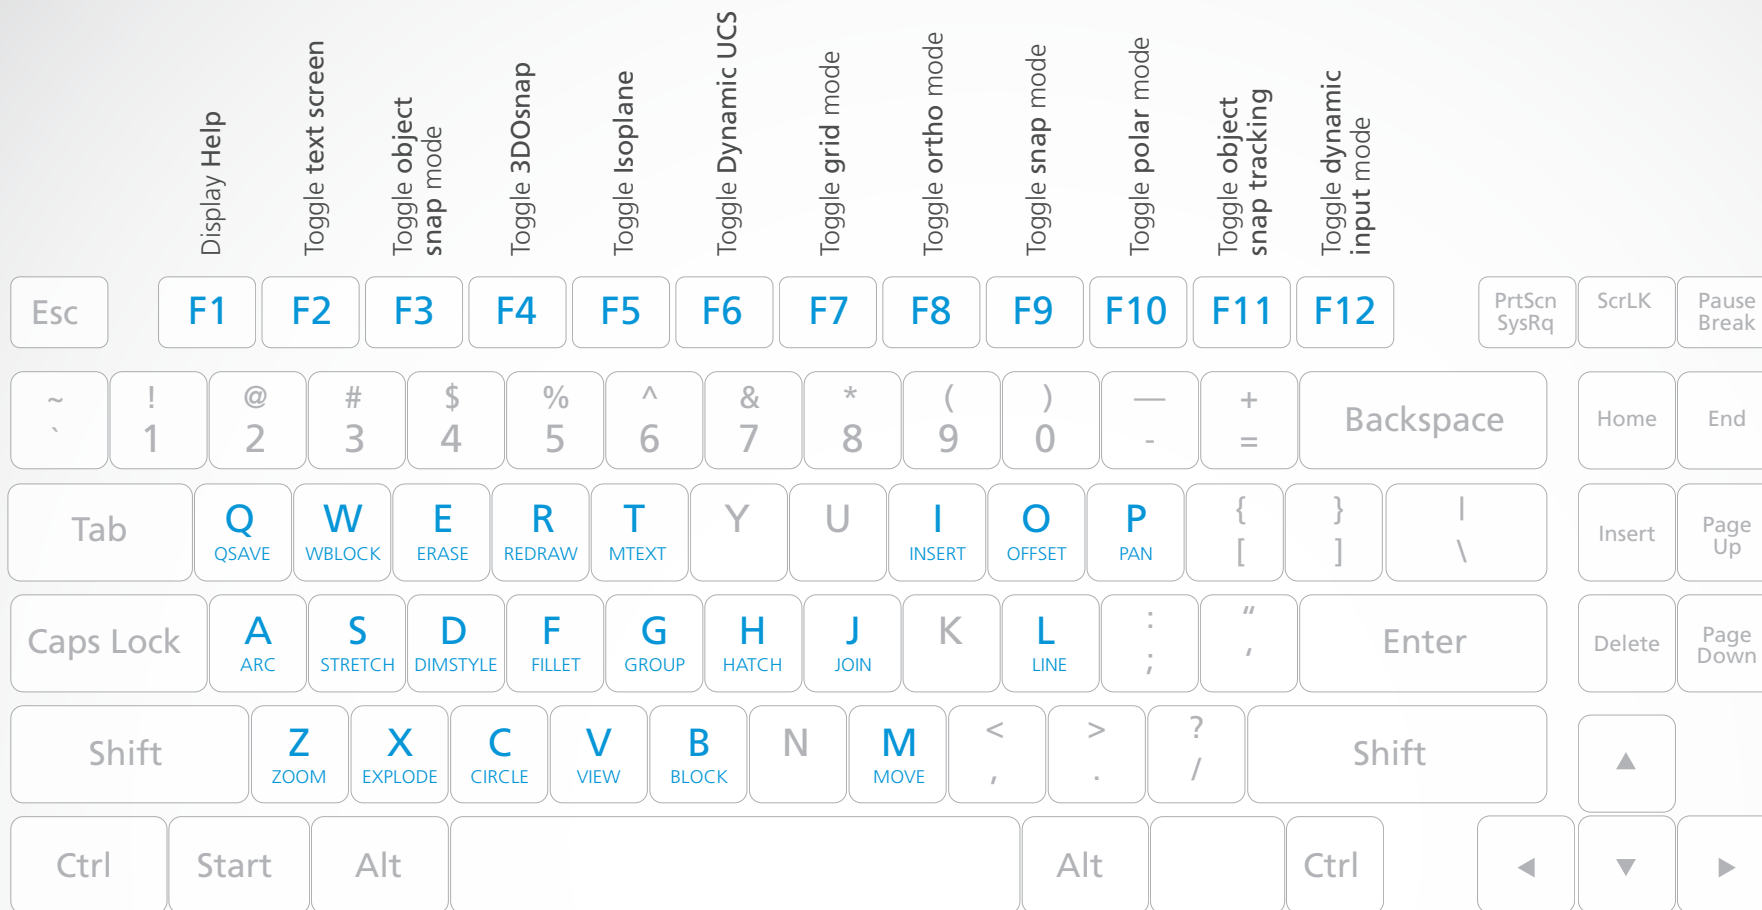 Display Help
Toggle text screen
Toggle object
snap mode
Toggle 3DOsnap
Toggle Isoplane
Toggle Dynamic UCS
Toggle grid mode
Toggle ortho mode
Toggle snap mode
Toggle polar mode
Toggle object
snap tracking
Toggle dynamic
input mode
Esc F1 F2 F3 F4 F5 F6 F7 F8 F9 F10 F11 F12 PrtScn ScrLK Pause
SysRq Break
~ ! @ # $ % ^ & * ( ) — +
` 1 2 3 4 5 6 7 8 9 0 - = Backspace Home End
Tab Q W E R T Y U I O P { } | Insert Page
QSAVE WBLOCK ERASE REDRAW MTEXT INSERT OFFSET PAN [ ] \ Up
Caps Lock A S D F G H J K L : " Enter Delete Page
ARC STRETCH DIMSTYLE FILLET GROUP HATCH JOIN LINE ; ' Down
Shift Z X C V B N M < > ? Shift ▲
ZOOM EXPLODE CIRCLE VIEW BLOCK MOVE , . /
Ctrl Start Alt Alt Ctrl ◀ ▼ ▶